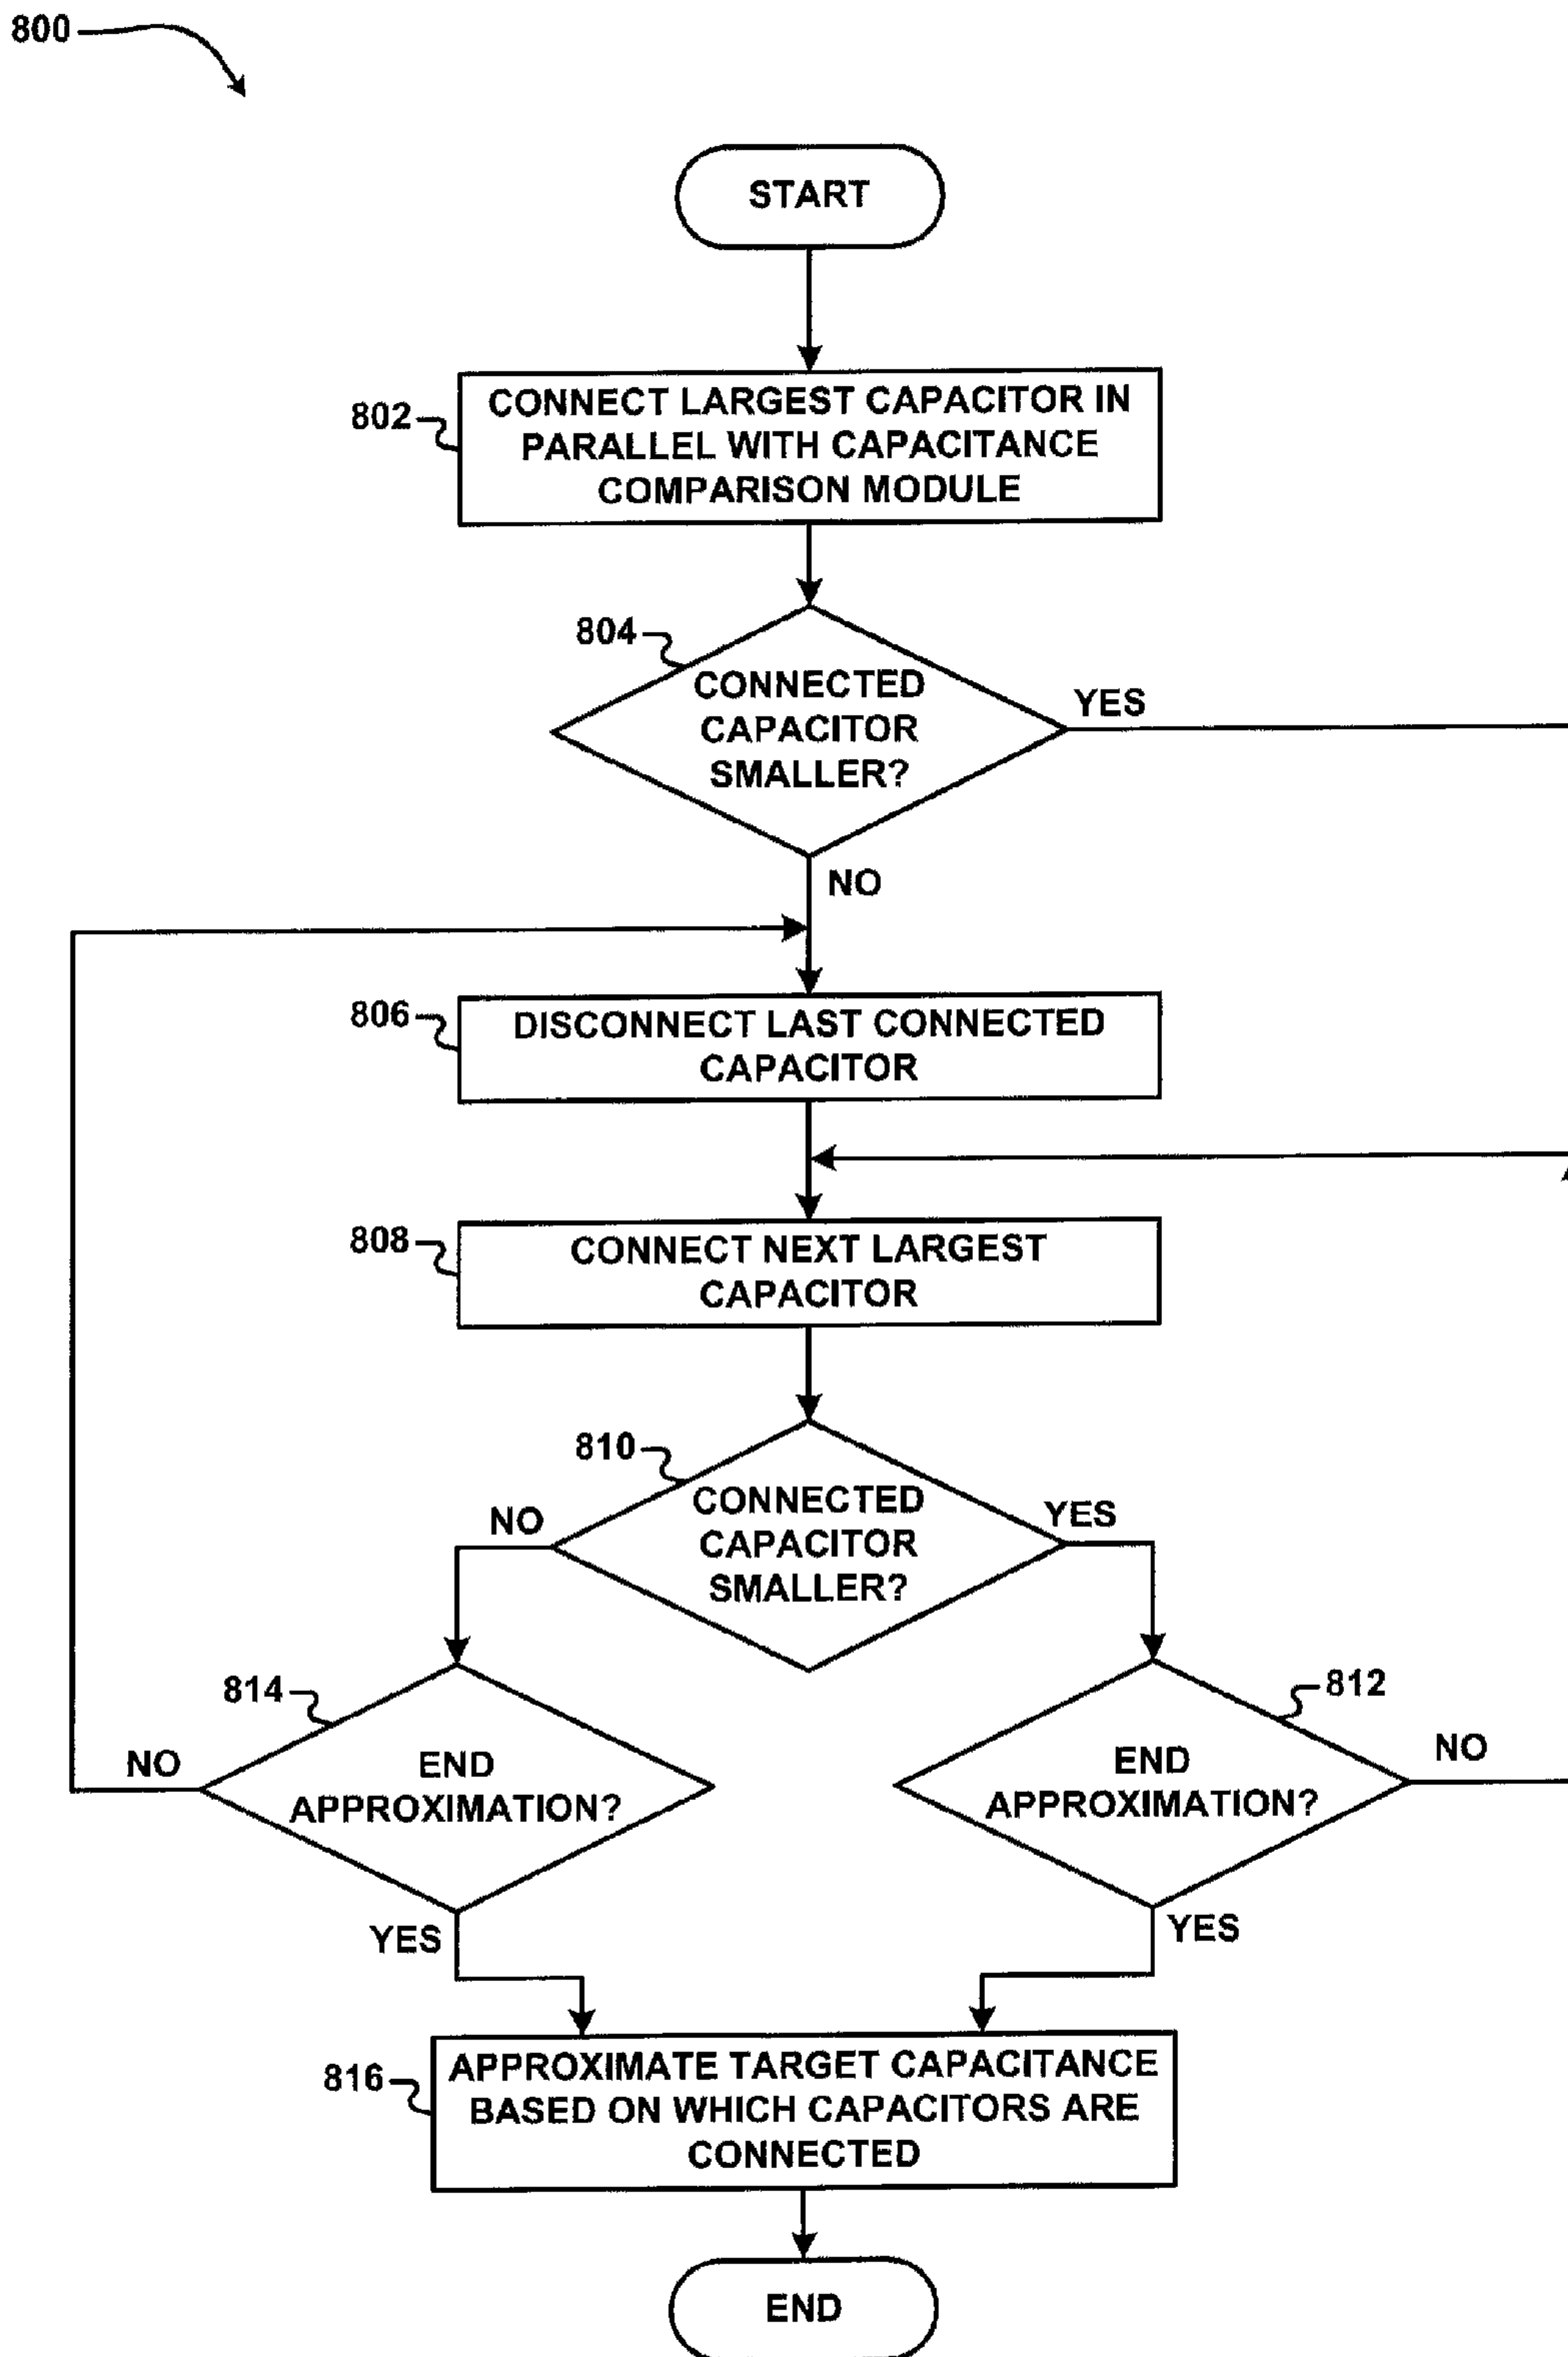 800
START
802
CONNECT LARGEST CAPACITOR IN
PARALLEL WITH CAPACITANCE
COMPARISON MODULE
804
CONNECTED
CAPACITOR
SMALLER?
YES
NO
806
DISCONNECT LAST CONNECTED
CAPACITOR
808
CONNECT NEXT LARGEST
CAPACITOR
810
CONNECTED
CAPACITOR
SMALLER?
NO
YES
814
END
APPROXIMATION?
NO
YES
812
END
APPROXIMATION?
NO
YES
816
APPROXIMATE TARGET CAPACITANCE
BASED ON WHICH CAPACITORS ARE
CONNECTED
END